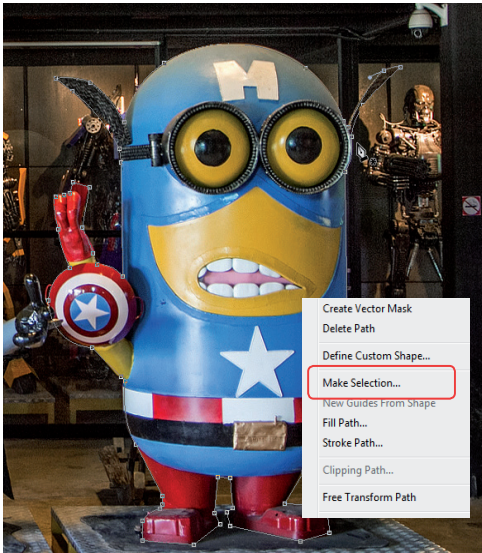 M
Create Vector Mask
Delete Path
Define Custom Shape...
Make Selection...
New Guides From Shape
Fill Path...
Stroke Path...
Clipping Path...
Free Transform Path